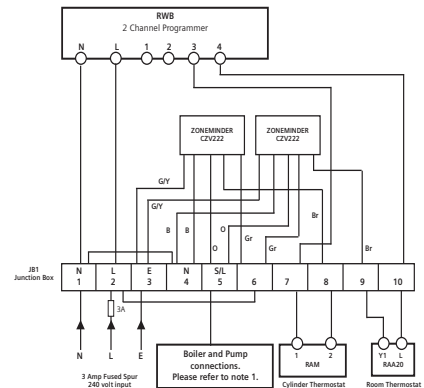 RWB
2 Channel Programmer
N L 1 2 3 4
ZONEMINDER
CZV222
ZONEMINDER
CZV222
G/Y
G/Y
B
B
O
O
Gr
Gr
Br
Br
JB1
Junction Box
N L E N S/L
1 2 3 4 5 6 7 8 9 10
3A
N L E
3 Amp Fused Spur
240 volt input
Boiler and Pump
connections.
Please refer to note 1.
1 2
RAM
Cylinder Thermostat
Y1 L
RAA20
Room Thermostat